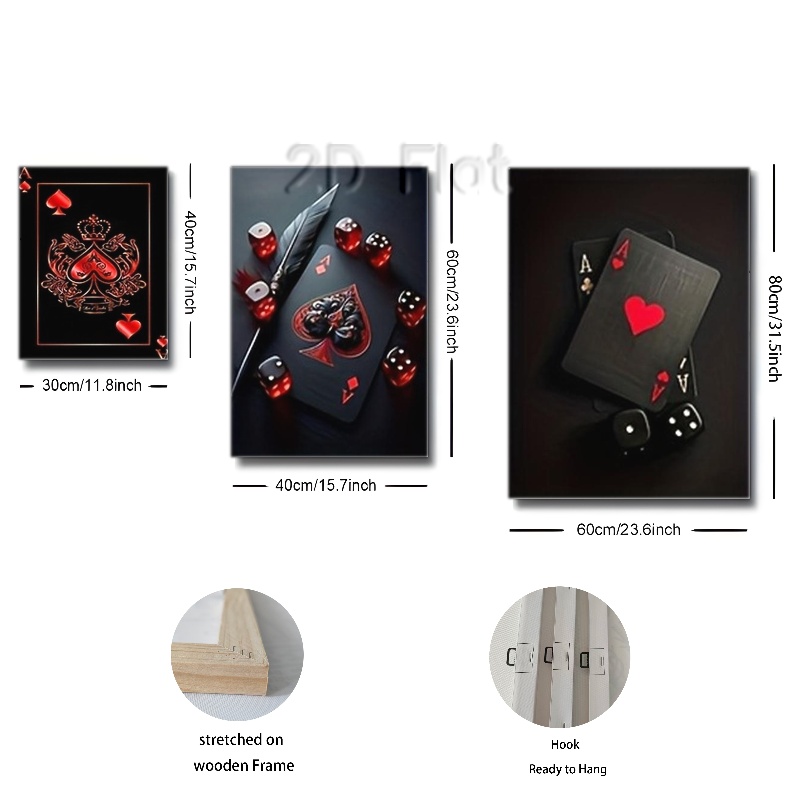 2D Flat
A
A
A
A
A
A
40cm/15.7inch
60cm/23.6inch
80cm/31.5inch
30cm/11.8inch
40cm/15.7inch
60cm/23.6inch
stretched on
wooden Frame
Hook
Ready to Hang